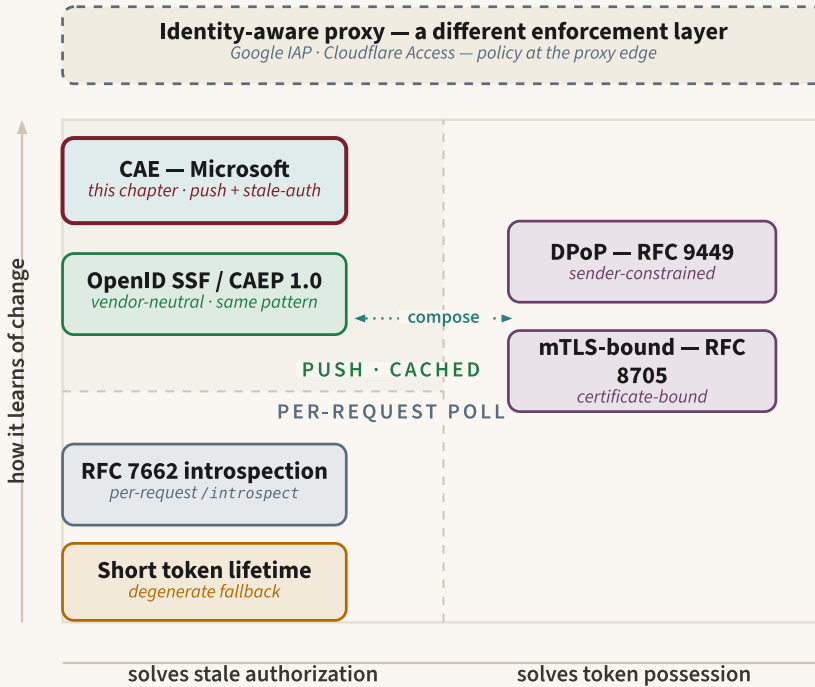 Identity-aware proxy — a different enforcement layer
Google IAP · Cloudflare Access — policy at the proxy edge
how it learns of change
CAE — Microsoft
this chapter · push + stale-auth
OpenID SSF / CAEP 1.0
vendor-neutral · same pattern
DPoP — RFC 9449
sender-constrained
compose
mTLS-bound — RFC
8705
certificate-bound
PUSH · CACHED
PER-REQUEST POLL
RFC 7662 introspection
per-request /introspect
Short token lifetime
degenerate fallback
solves stale authorization
solves token possession